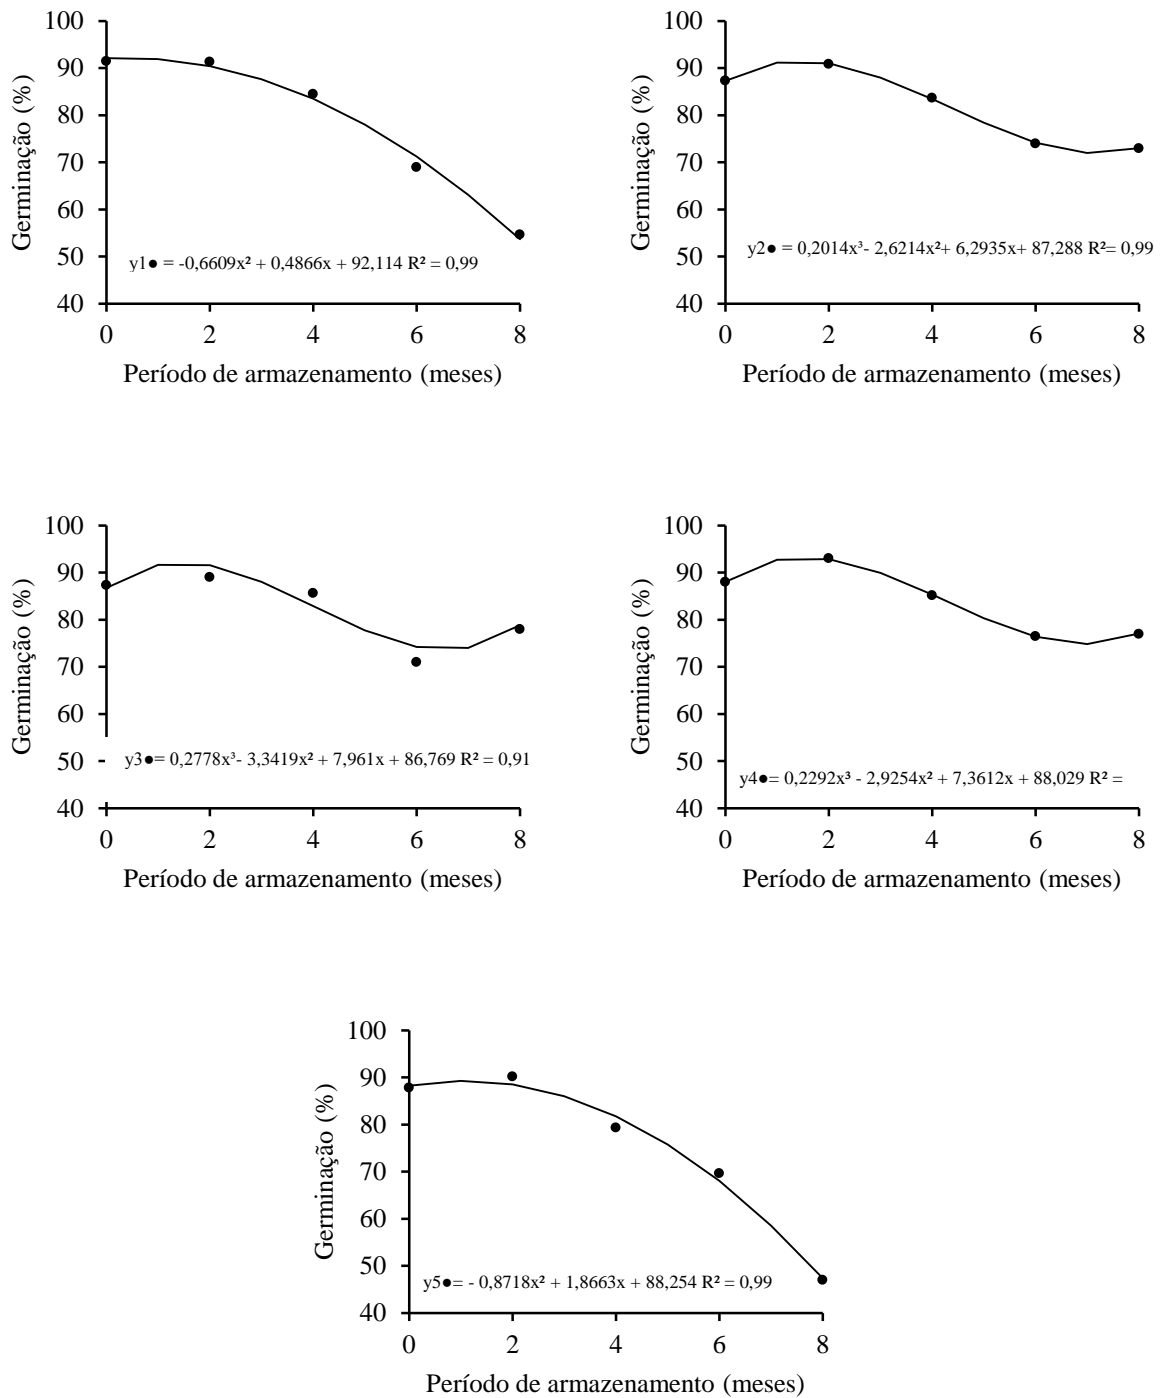 100
90
80
70
60
50
40
Germinação (%)
y1● = -0,6609x² + 0,4866x + 92,114 R² = 0,99
0 2 4 6 8
Período de armazenamento (meses)
100
90
80
70
60
50
40
Germinação (%)
y2● = 0,2014x³- 2,6214x²+ 6,2935x+ 87,288 R²= 0,99
0 2 4 6 8
Período de armazenamento (meses)
100
90
80
70
60
50
40
Germinação (%)
y3●= 0,2778x³- 3,3419x² + 7,961x + 86,769 R² = 0,91
0 2 4 6 8
Período de armazenamento (meses)
100
90
80
70
60
50
40
Germinação (%)
y4●= 0,2292x³ - 2,9254x² + 7,3612x + 88,029 R² =
0 2 4 6 8
Período de armazenamento (meses)
100
90
80
70
60
50
40
Germinação (%)
y5●= - 0,8718x² + 1,8663x + 88,254 R² = 0,99
0 2 4 6 8
Período de armazenamento (meses)